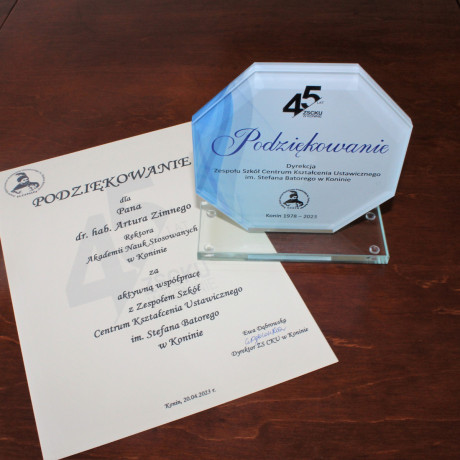 PODZIĘKOWANIE
dla
Pana
dr. hab. Artura Zimnego
Rektora
Akademii Nauk Stosowanych
w Koninie
za
aktywną współpracę
z Zespołem Szkół
Centrum Kształcenia Ustawicznego
im. Stefana Batorego
w Koninie
Ewa Dąbrowska
Dyrektor ZS CKU w Koninie
Konin, 20.04.2023 r.
45
45
ZSCKU
Podziękowanie
Dyrekcja
Zespołu Szkół Centrum Kształcenia Ustawicznego
im. Stefana Batorego w Koninie
Konin 1978 - 2023